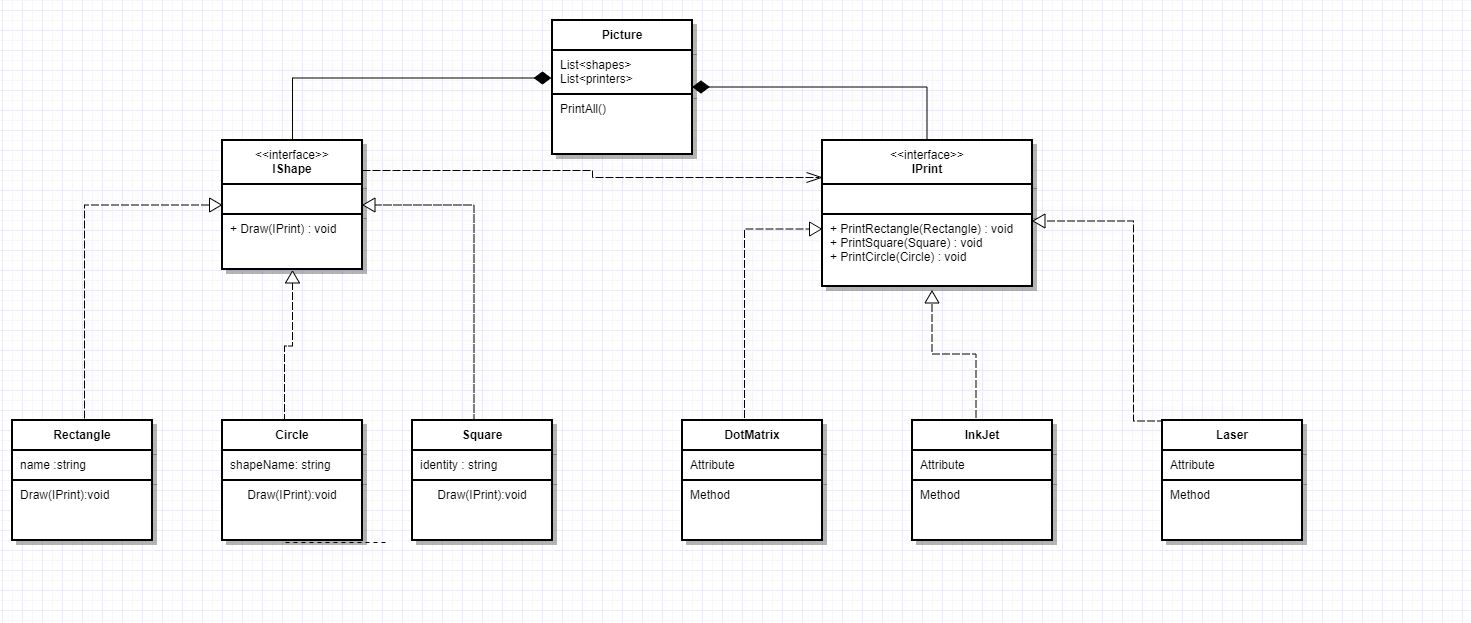 Picture
List<shapes>
List<printers>
PrintAll()
<<interface>>
IShape
+ Draw(IPrint) : void
<<interface>>
IPrint
+ PrintRectangle(Rectangle) : void
+ PrintSquare(Square) : void
+ PrintCircle(Circle) : void
Rectangle
name :string
Draw(IPrint):void
Circle
shapeName: string
Draw(IPrint):void
Square
identity : string
Draw(IPrint):void
DotMatrix
Attribute
Method
InkJet
Attribute
Method
Laser
Attribute
Method